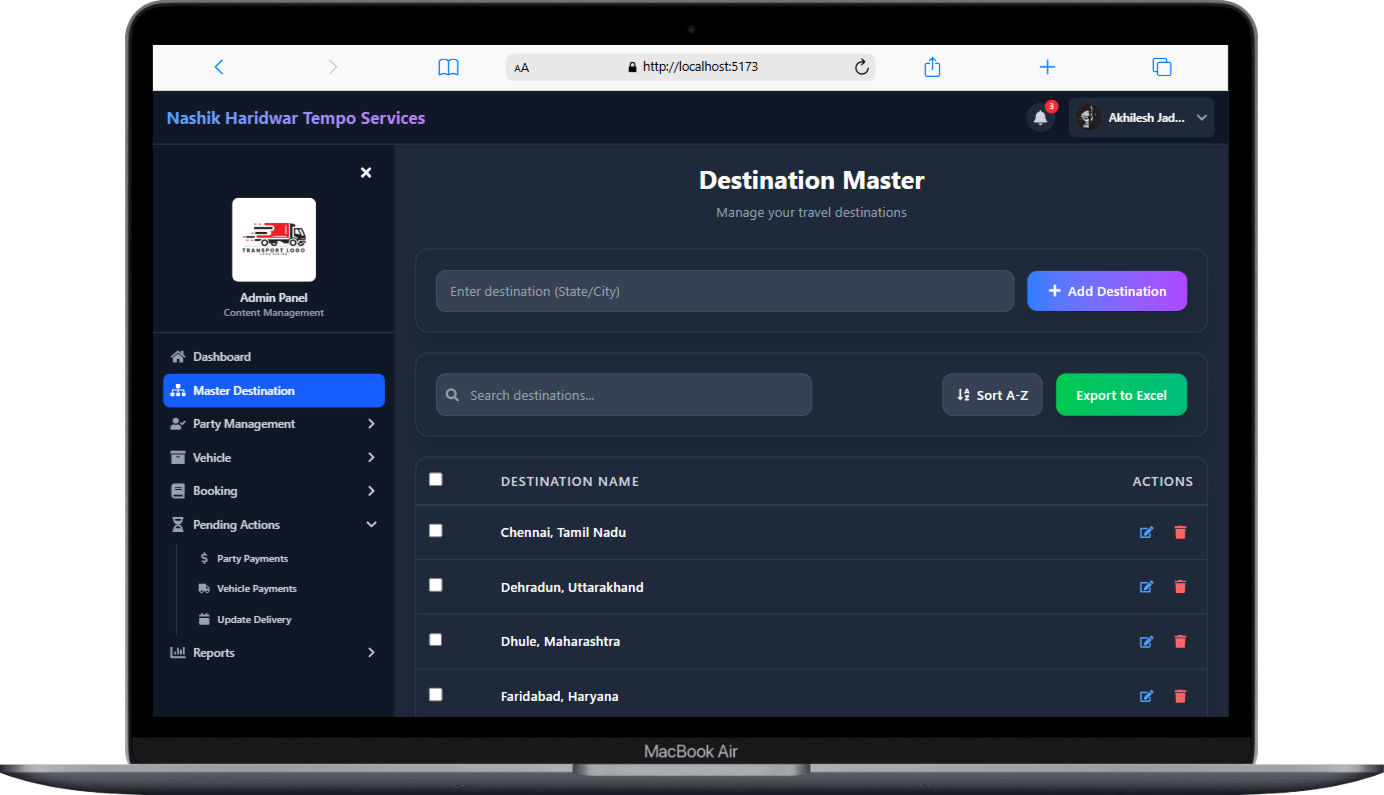 AA http://localhost:5173
Nashik Haridwar Tempo Services
3
Akhilesh Jad...
Destination Master
Manage your travel destinations
TRANSPORT LOGO
Admin Panel
Content Management
Enter destination (State/City)
Add Destination
Dashboard
Master Destination
Party Management
Vehicle
Booking
Pending Actions
Party Payments
Vehicle Payments
Update Delivery
Reports
Search destinations...
Sort A-Z
Export to Excel
DESTINATION NAME ACTIONS
Chennai, Tamil Nadu
Dehradun, Uttarakhand
Dhule, Maharashtra
Faridabad, Haryana
MacBook Air